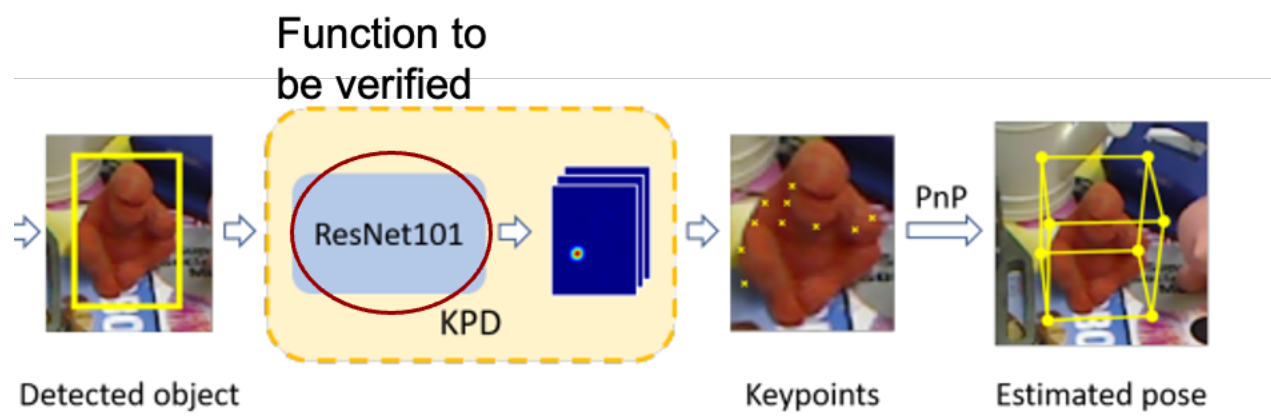 Function to
be verified
ResNet101
KPD
PnP
Detected object
Keypoints
Estimated pose